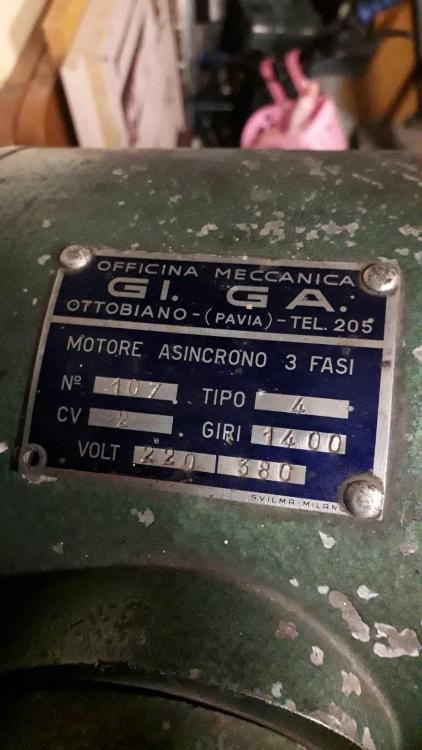 OFFICINA MECCANICA
GI. GA.
OTTOBIANO-(PAVIA)-TEL. 205
MOTORE ASINCRONO 3 FASI
Nº 107 TIPO 4
CV 2 GIRI 1400
VOLT 220 380
SVILMA-MILANO